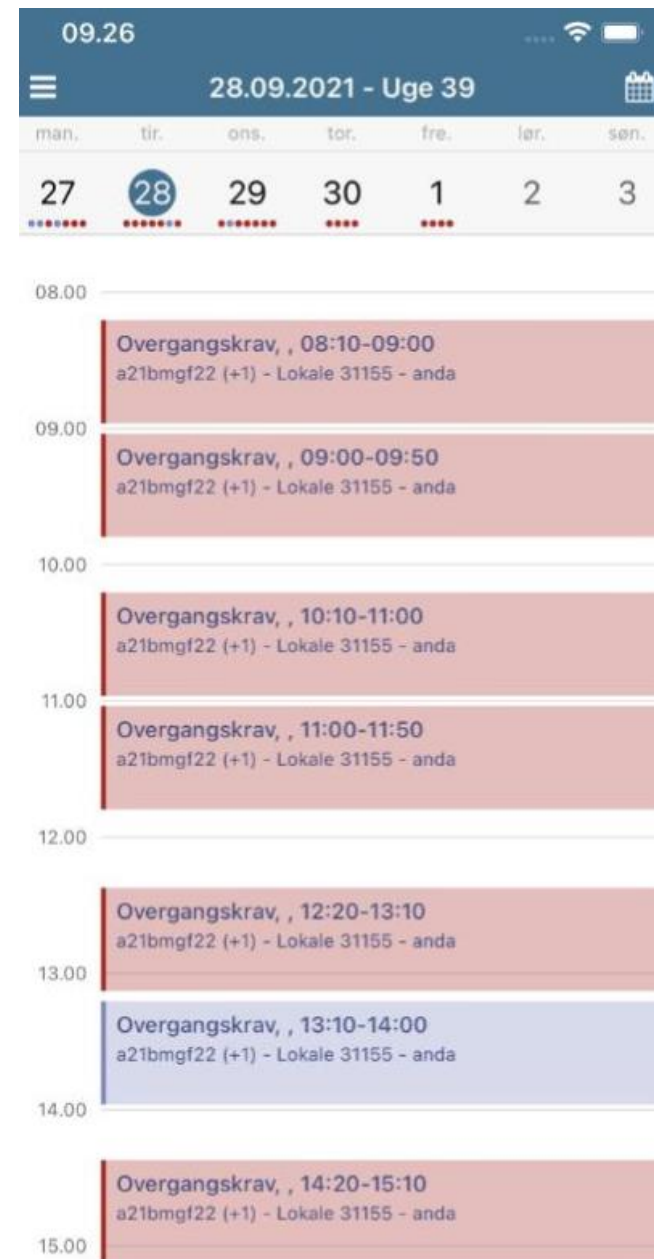 09.26
28.09.2021 - Uge 39
man. tir. ons. tor. fre. lør. søn.
27 28 29 30 1 2 3
08.00
Overgangskrav, , 08:10-09:00
a21bmgf22 (+1) - Lokale 31155 - anda
09.00
Overgangskrav, , 09:00-09:50
a21bmgf22 (+1) - Lokale 31155 - anda
10.00
Overgangskrav, , 10:10-11:00
a21bmgf22 (+1) - Lokale 31155 - anda
11.00
Overgangskrav, , 11:00-11:50
a21bmgf22 (+1) - Lokale 31155 - anda
12.00
Overgangskrav, , 12:20-13:10
a21bmgf22 (+1) - Lokale 31155 - anda
13.00
Overgangskrav, , 13:10-14:00
a21bmgf22 (+1) - Lokale 31155 - anda
14.00
Overgangskrav, , 14:20-15:10
a21bmgf22 (+1) - Lokale 31155 - anda
15.00